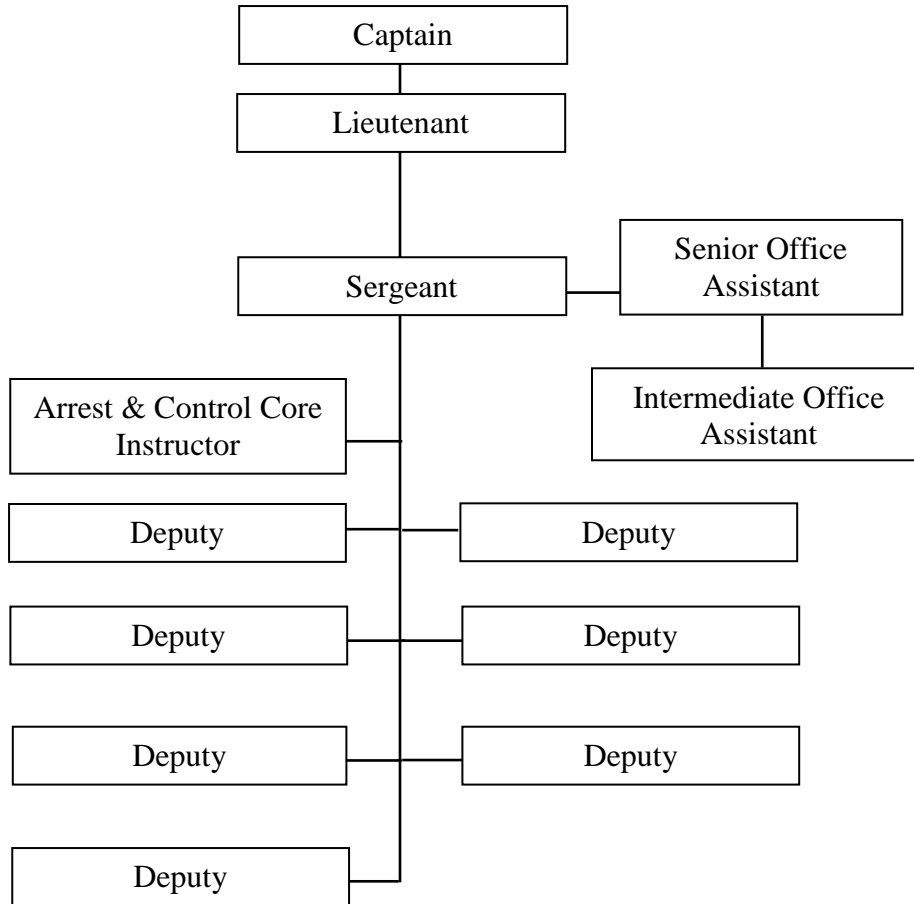 Captain
Lieutenant
Senior Office
Assistant
Sergeant
Intermediate Office
Assistant
Arrest & Control Core
Instructor
Deputy
Deputy
Deputy
Deputy
Deputy
Deputy
Deputy